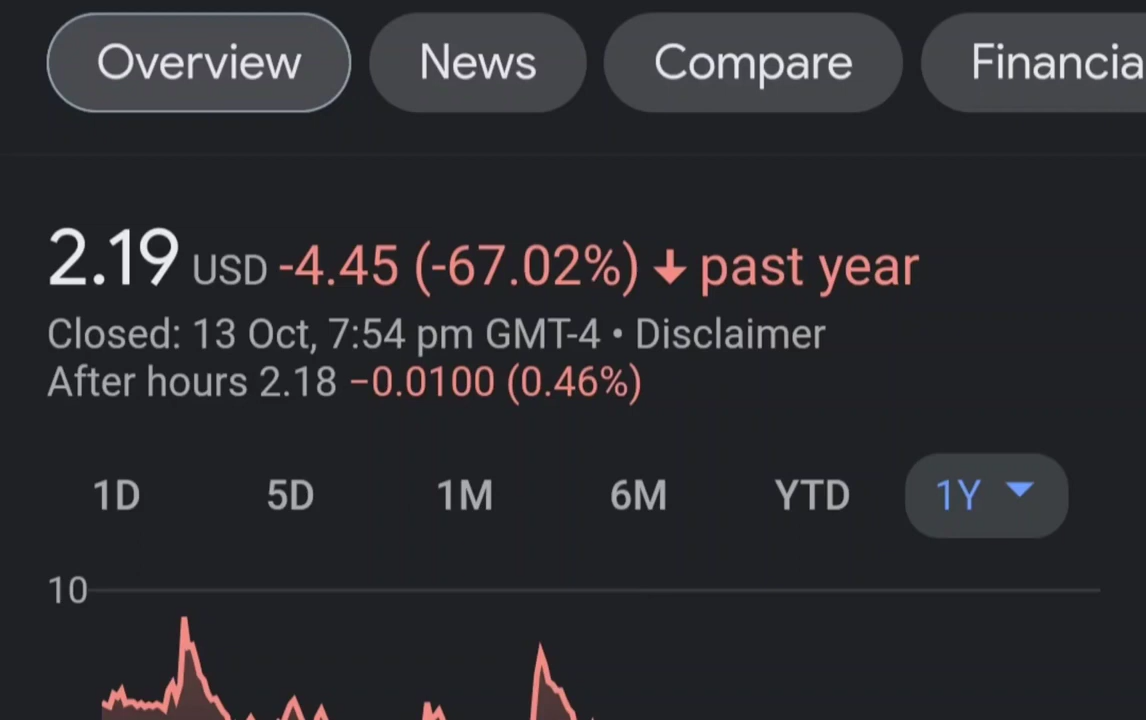 Overview News Compare Financia
2.19 USD -4.45 (-67.02%) ↓ past year
Closed: 13 Oct, 7:54 pm GMT-4 • Disclaimer
After hours 2.18 −0.0100 (0.46%)
1D 5D 1M 6M YTD 1Y
10